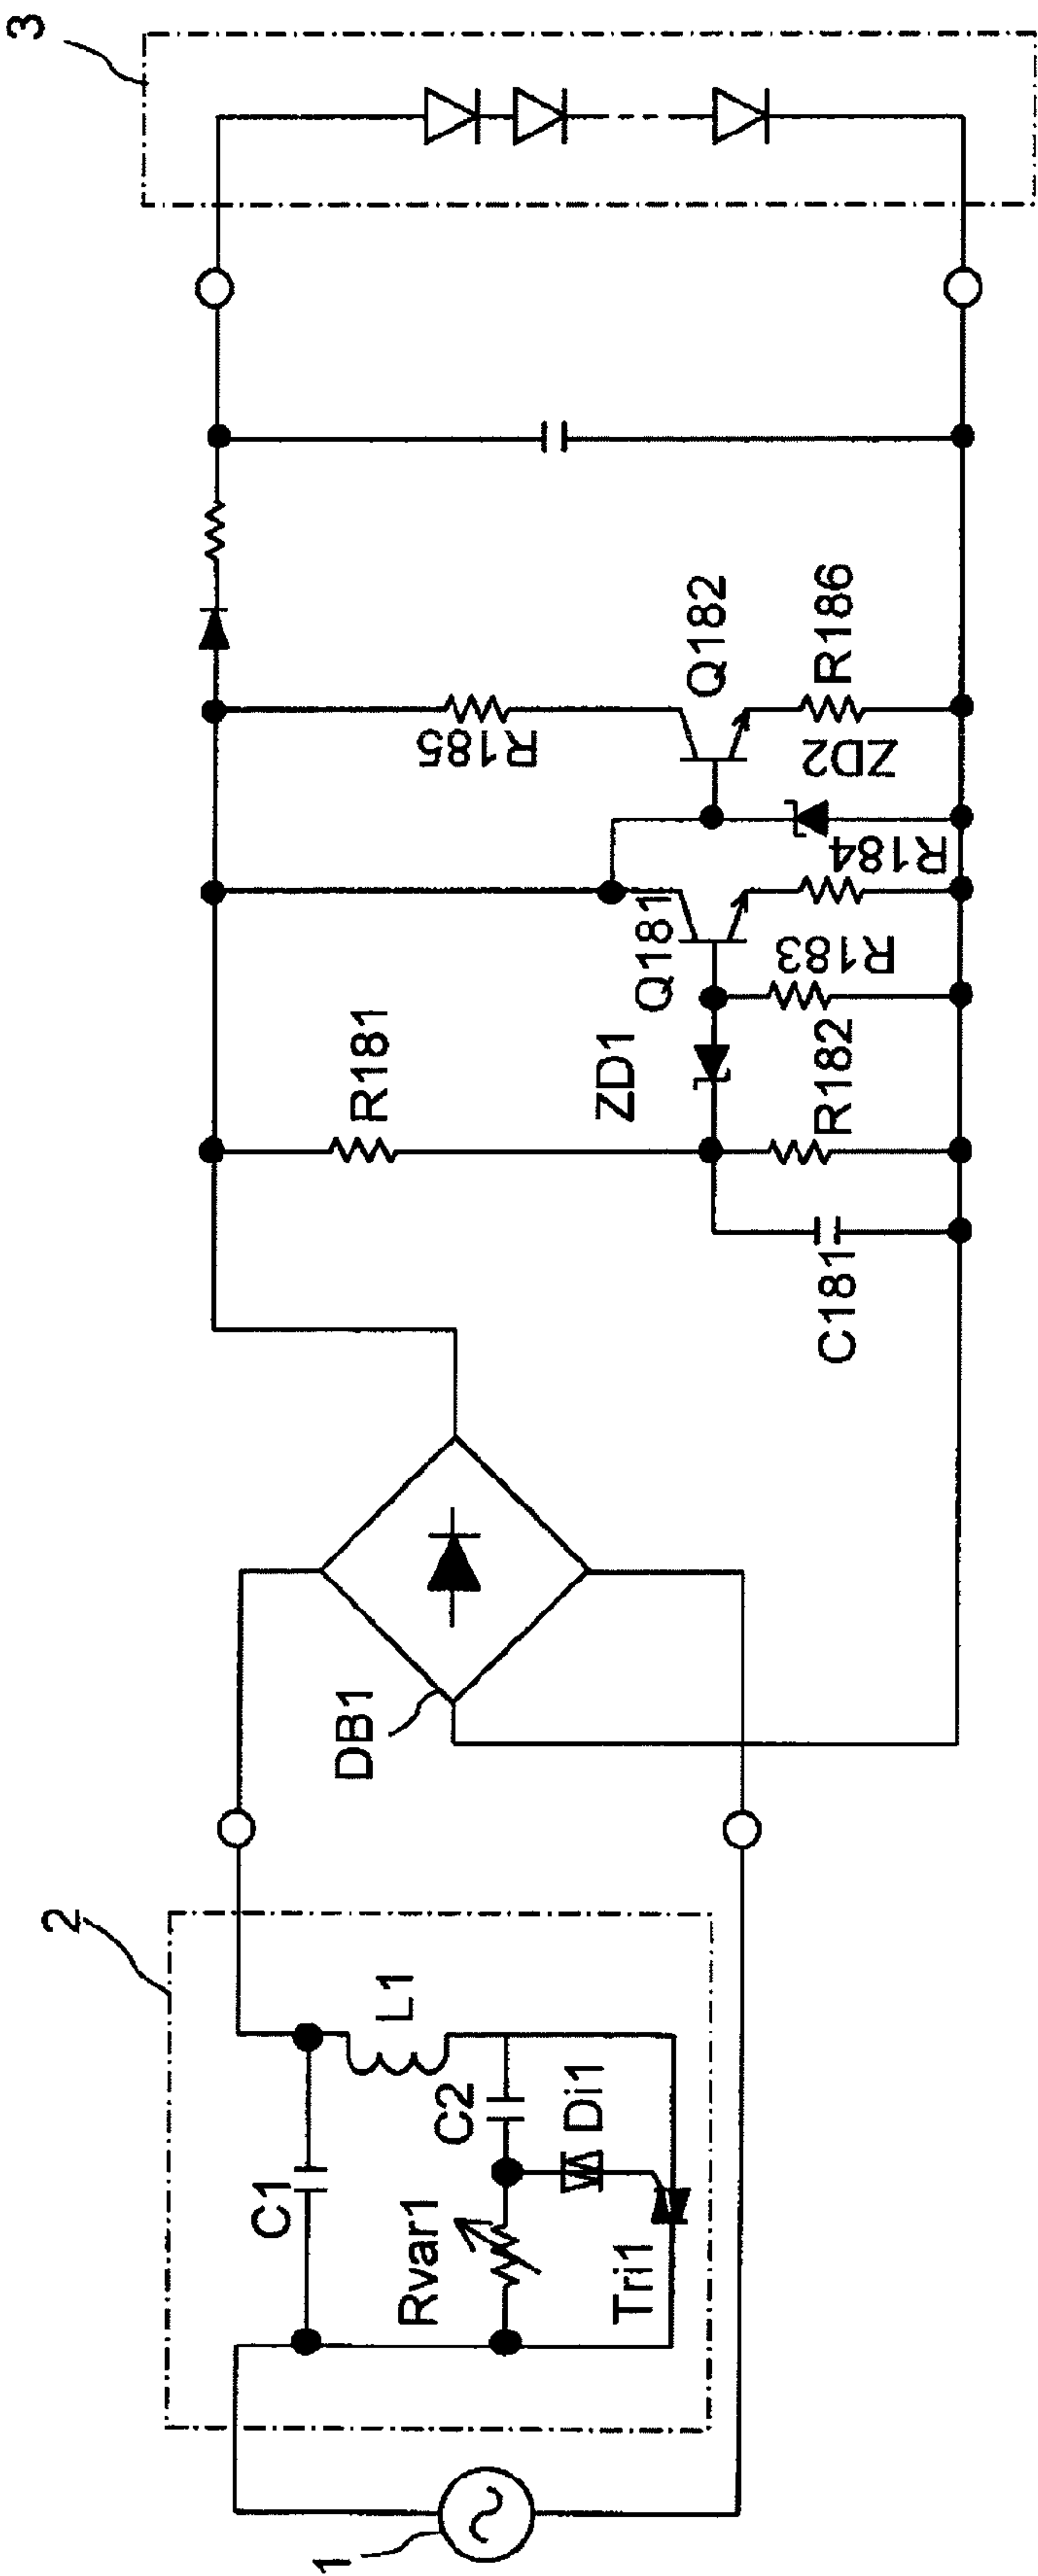 1
2
C1
L1
Rvar1
C2
Di1
Tri1
DB1
C181
R181
R182
ZD1
R183
Q181
R184
ZD2
R185
Q182
R186
3